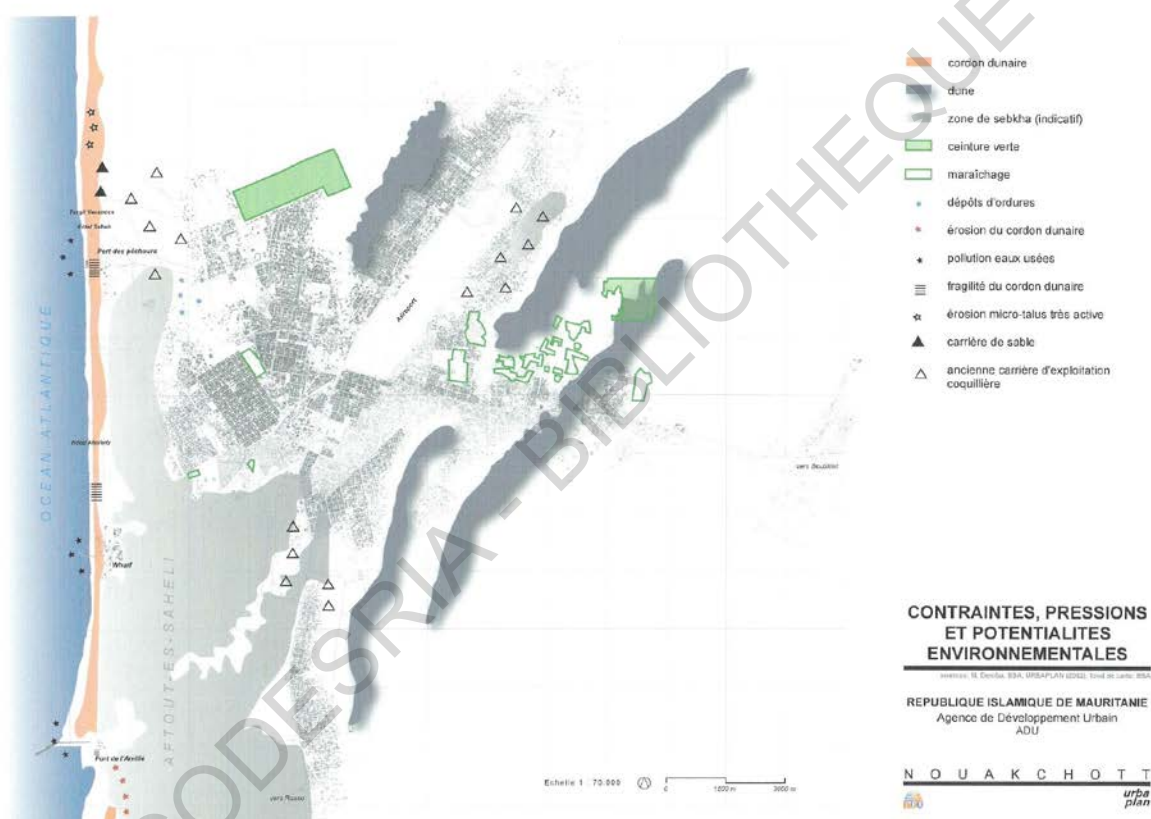 cordon dunaire
dune
zone de sebkha (indicatif)
ceinture verte
maraîchage
dépôts d'ordures
érosion du cordon dunaire
pollution eaux usées
fragilité du cordon dunaire
érosion micro-talus très active
carrière de sable
ancienne carrière d'exploitation
coquillière
Port des pêcheurs
Aéroport
OCEAN ATLANTIQUE
AFTOUT-ES-SAHELI
Wharf
Port de l'Amitié
vers Rosso
Echelle 1 : 70.000
0
3000 m
CONTRAINTES, PRESSIONS
ET POTENTIALITES
ENVIRONNEMENTALES
REPUBLIQUE ISLAMIQUE DE MAURITANIE
Agence de Développement Urbain
ADU
NOUAKCHOTT
urba
plan
CODESRIA - BIBLIOTHEQUE